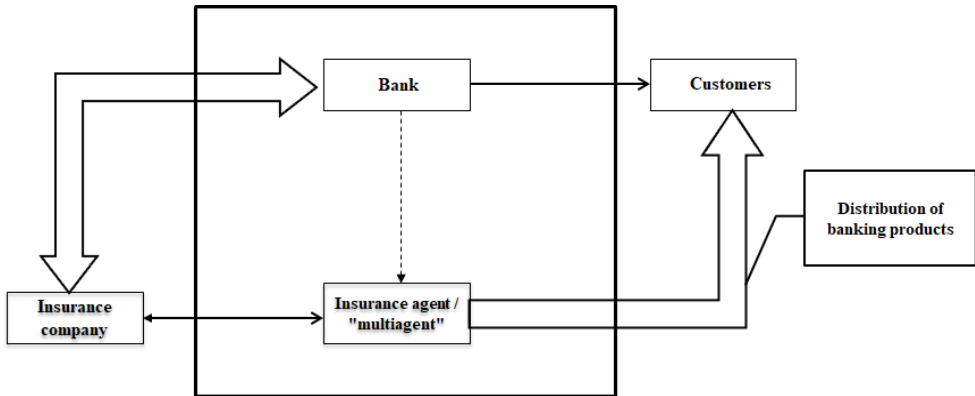 Bank
Customers
Distribution of
banking products
Insurance
company
Insurance agent /
"multiagent"